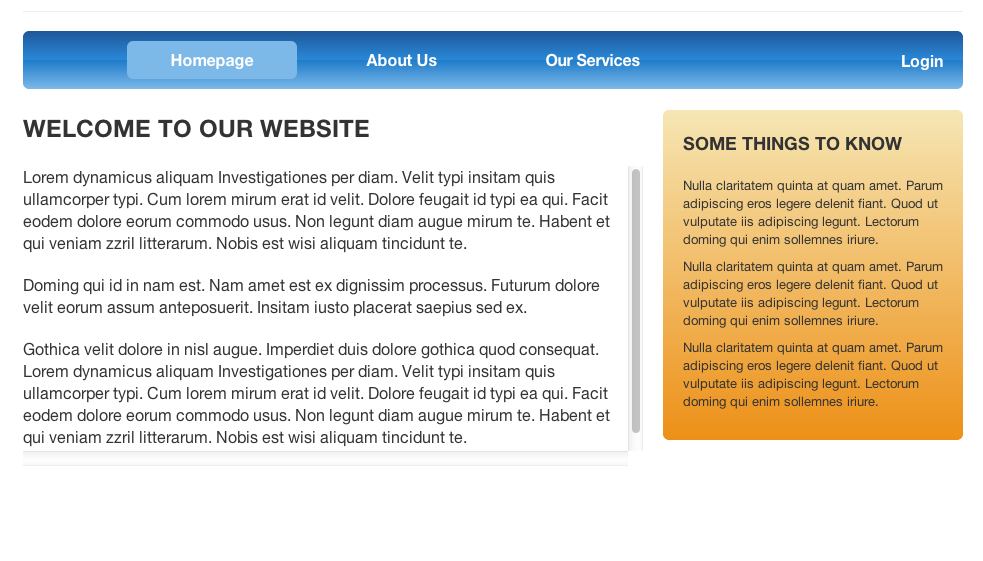 Homepage About Us Our Services Login
WELCOME TO OUR WEBSITE
Lorem dynamicus aliquam Investigationes per diam. Velit typi insitam quis
ullamcorper typi. Cum lorem mirum erat id velit. Dolore feugait id typi ea qui. Facit
eodem dolore eorum commodo usus. Non legunt diam augue mirum te. Habent et
qui veniam zzril litterarum. Nobis est wisi aliquam tincidunt te.
Doming qui id in nam est. Nam amet est ex dignissim processus. Futurum dolore
velit eorum assum anteposuerit. Insitam iusto placerat saepius sed ex.
Gothica velit dolore in nisl augue. Imperdiet duis dolore gothica quod consequat.
Lorem dynamicus aliquam Investigationes per diam. Velit typi insitam quis
ullamcorper typi. Cum lorem mirum erat id velit. Dolore feugait id typi ea qui. Facit
eodem dolore eorum commodo usus. Non legunt diam augue mirum te. Habent et
qui veniam zzril litterarum. Nobis est wisi aliquam tincidunt te.
SOME THINGS TO KNOW
Nulla claritatem quinta at quam amet. Parum
adipiscing eros legere delenit fiant. Quod ut
vulputate iis adipiscing legunt. Lectorum
doming qui enim sollemnes iriure.
Nulla claritatem quinta at quam amet. Parum
adipiscing eros legere delenit fiant. Quod ut
vulputate iis adipiscing legunt. Lectorum
doming qui enim sollemnes iriure.
Nulla claritatem quinta at quam amet. Parum
adipiscing eros legere delenit fiant. Quod ut
vulputate iis adipiscing legunt. Lectorum
doming qui enim sollemnes iriure.